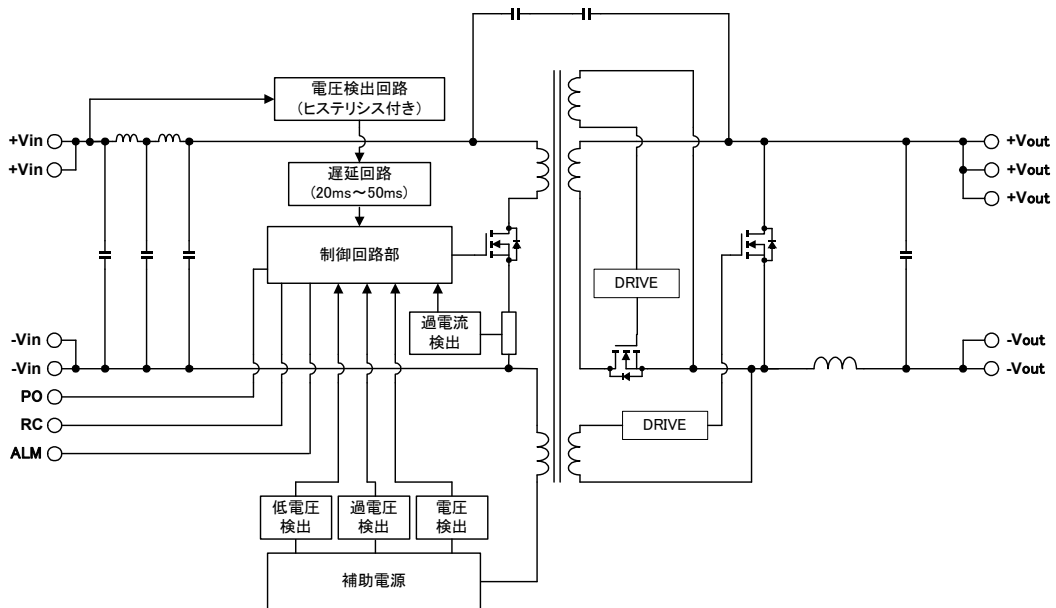 電圧検出回路
(ヒステリシス付き)
+Vin
+Vin
遅延回路
(20ms～50ms)
制御回路部
過電流
検出
-Vin
-Vin
PO
RC
ALM
低電圧
検出
過電圧
検出
電圧
検出
補助電源
DRIVE
DRIVE
+Vout
+Vout
+Vout
-Vout
-Vout